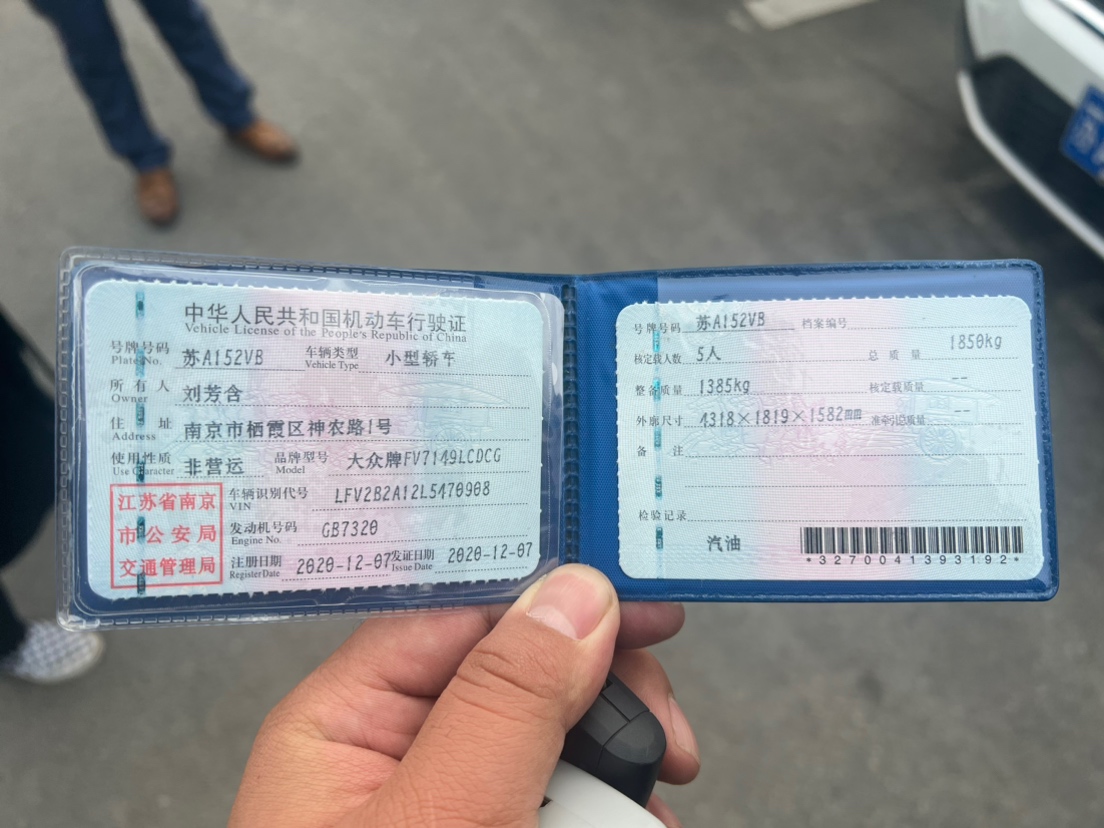 中华人民共和国机动车行驶证
Vehicle License of the People's Republic of China
号牌号码 苏A152VB 车辆类型 小型轿车
Plate No. Vehicle Type
所有人 刘芳含
Owner
住址 南京市栖霞区神农路1号
Address
使用性质 非营运 品牌型号 大众牌FV7149LCDCG
Use Character Model
江苏省南京
市公安局
交通管理局
车辆识别代号 LFV2B2A12L5470908
VIN
发动机号码 GB7320
Engine No.
注册日期 2020-12-07 发证日期 2020-12-07
Register Date Issue Date
号牌号码 苏A152VB 档案编号
核定载人数 5人 总质量 1850kg
整备质量 1385kg 核定载质量 --
外廓尺寸 4318×1819×1582㎜ 准牵引总质量 --
备注
检验记录
汽油
*3270041393192*